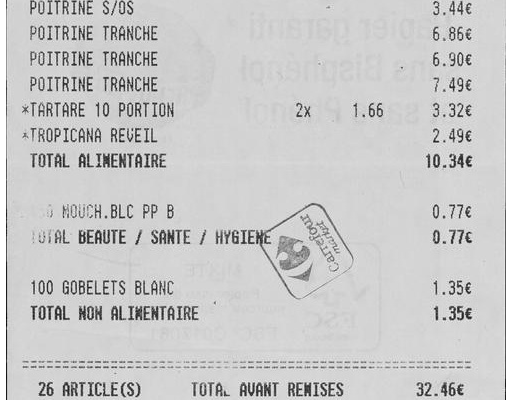 POITRINE S/OS 3.44€
POITRINE TRANCHE 6.86€
POITRINE TRANCHE 6.90€
POITRINE TRANCHE 7.49€
*TARTARE 10 PORTION 2x 1.66 3.32€
*TROPICANA REVEIL 2.49€
TOTAL ALIMENTAIRE 10.34€
MOUCH.BLC PP B 0.77€
TOTAL BEAUTE / SANTE / HYGIENE 0.77€
Carrefour market
100 GOBELETS BLANC 1.35€
TOTAL NON ALIMENTAIRE 1.35€
26 ARTICLE(S) TOTAL AVANT REMISES 32.46€